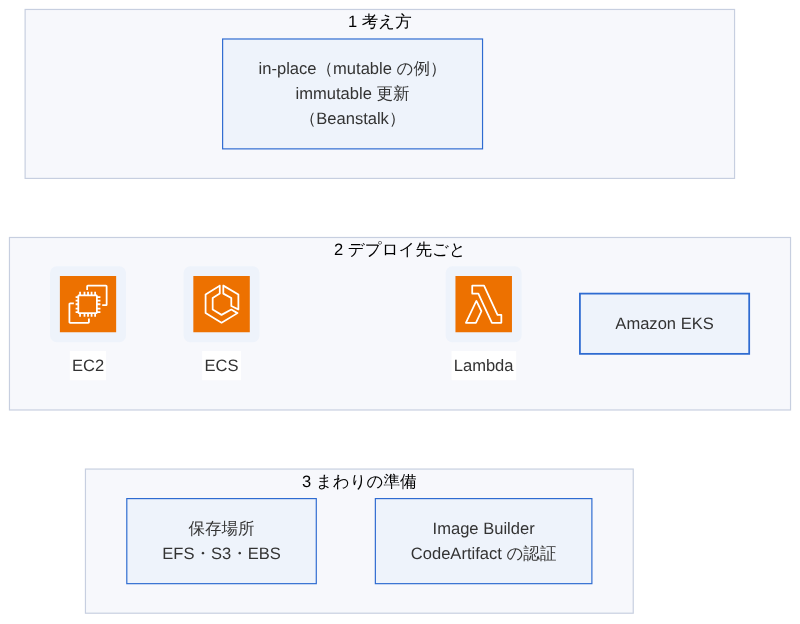 1 考え方
in-place（mutable の例）
immutable 更新
（Beanstalk）
2 デプロイ先ごと
EC2
ECS
Lambda
Amazon EKS
3 まわりの準備
保存場所
EFS・S3・EBS
Image Builder
CodeArtifact の認証